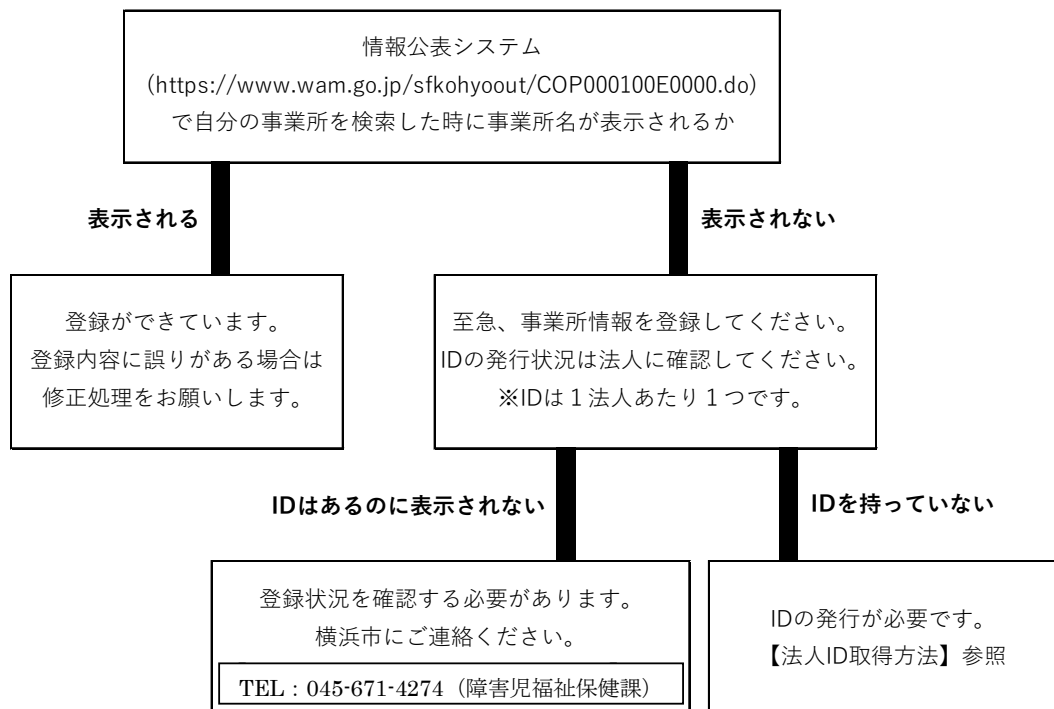 情報公表システム
(https://www.wam.go.jp/sfkohyoout/COP000100E0000.do)
で自分の事業所を検索した時に事業所名が表示されるか
表示される
表示されない
登録ができています。
登録内容に誤りがある場合は
修正処理をお願いします。
至急、事業所情報を登録してください。
IDの発行状況は法人に確認してください。
※IDは１法人あたり１つです。
IDはあるのに表示されない
IDを持っていない
登録状況を確認する必要があります。
横浜市にご連絡ください。
TEL：045-671-4274（障害児福祉保健課）
IDの発行が必要です。
【法人ID取得方法】参照